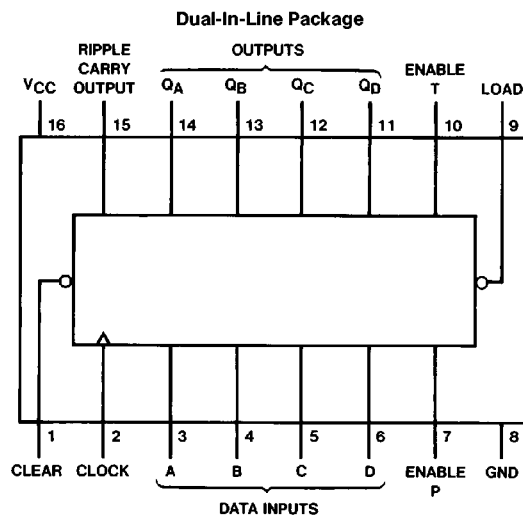 Dual-In-Line Package
RIPPLE
CARRY
OUTPUT
OUTPUTS
ENABLE
T
VCC
QA QB QC QD
LOAD
16 15 14 13 12 11 10 9
1 2 3 4 5 6 7 8
CLEAR CLOCK A B C D ENABLE
P
GND
DATA INPUTS